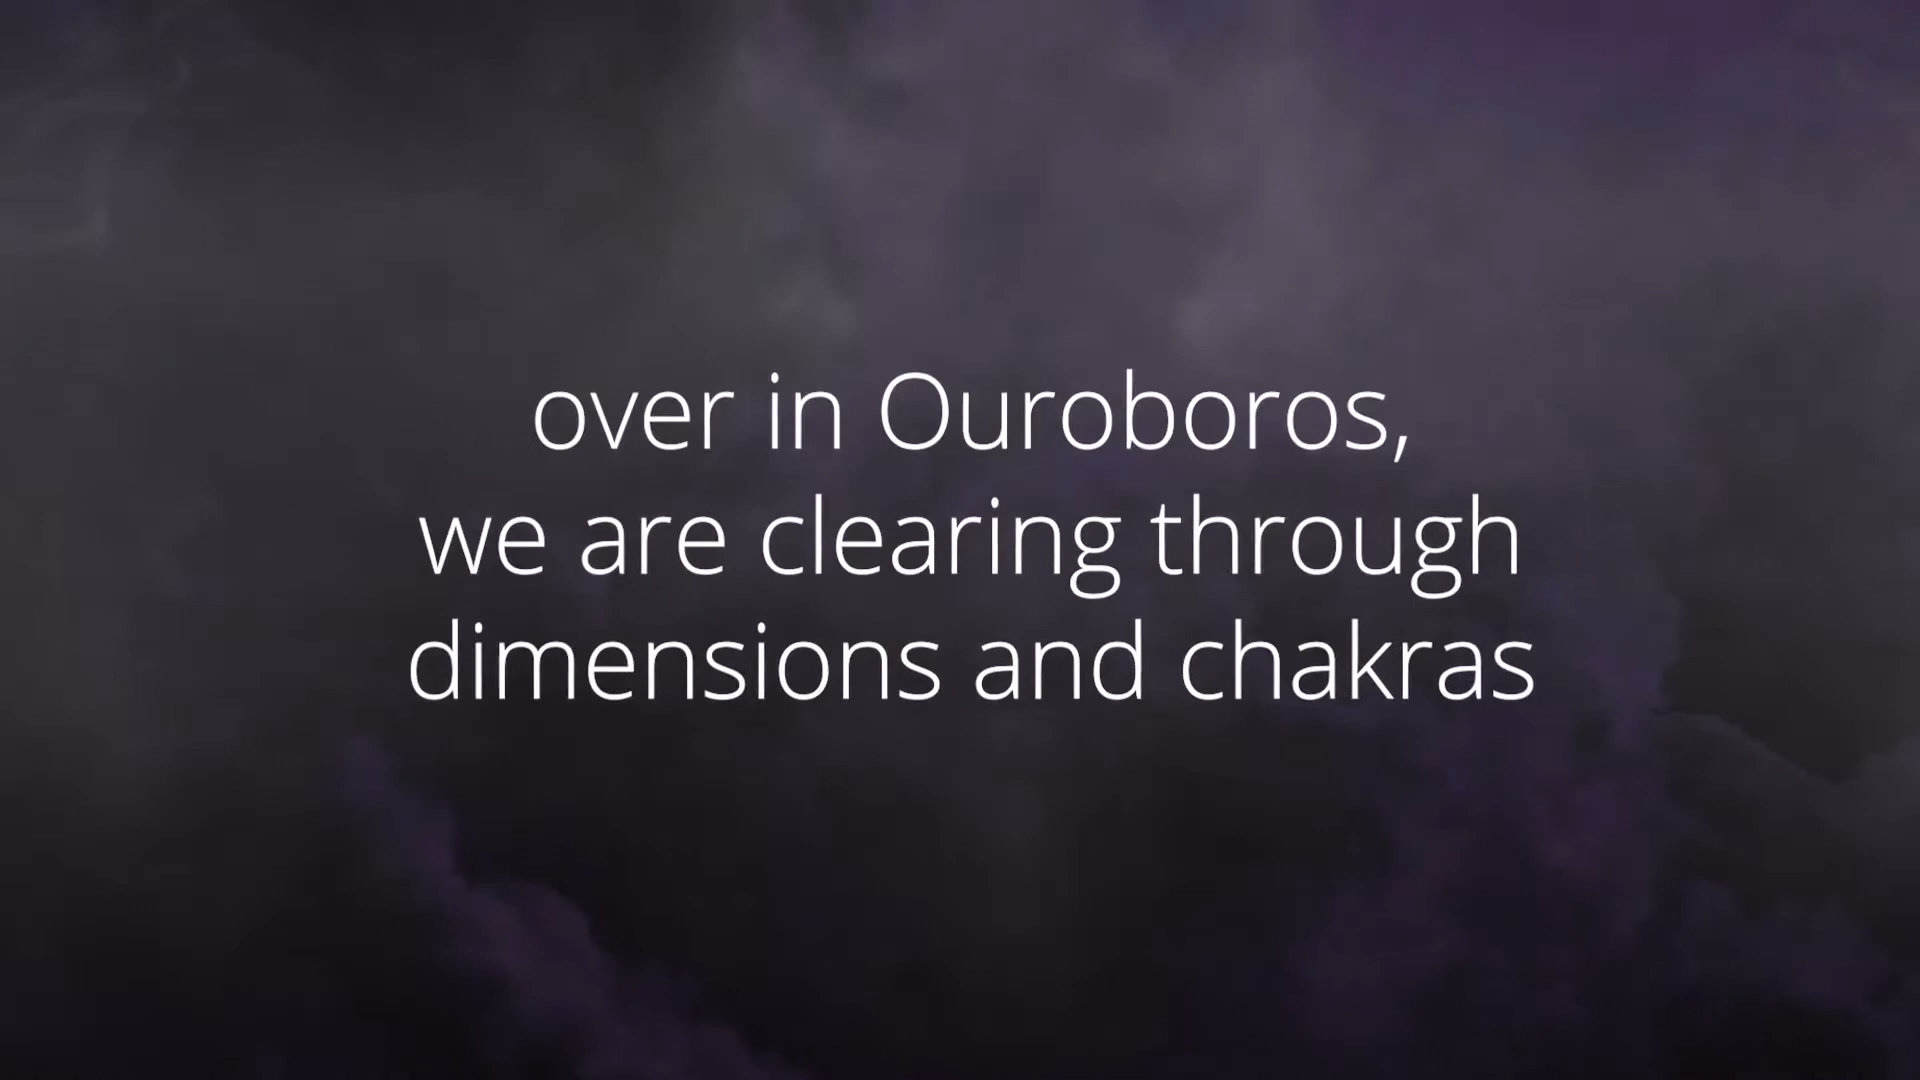 over in Ouroboros,
we are clearing through
dimensions and chakras